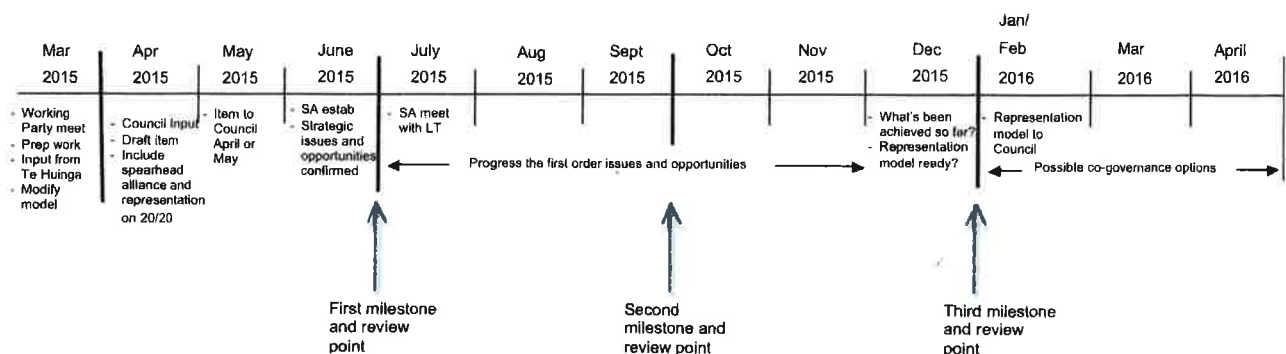 Jan/
Mar Apr May June July Aug Sept Oct Nov Dec Feb Mar April
2015 2015 2015 2015 2015 2015 2015 2015 2015 2015 2016 2016 2016
- Working
Party meet
- Prep work
- Input from
Te Huinga
- Modify
model
- Council Input
- Draft item
- Include
spearhead
alliance and
representation
on 20/20
- Item to
Council
April or
May
- SA estab
- Strategic
issues and
opportunities
confirmed
- SA meet
with LT
Progress the first order issues and opportunities
- What's been
achieved so far?
- Representation
model ready?
- Representation
model to
Council
Possible co-governance options
First milestone
and review
point
Second
milestone and
review point
Third milestone
and review
point